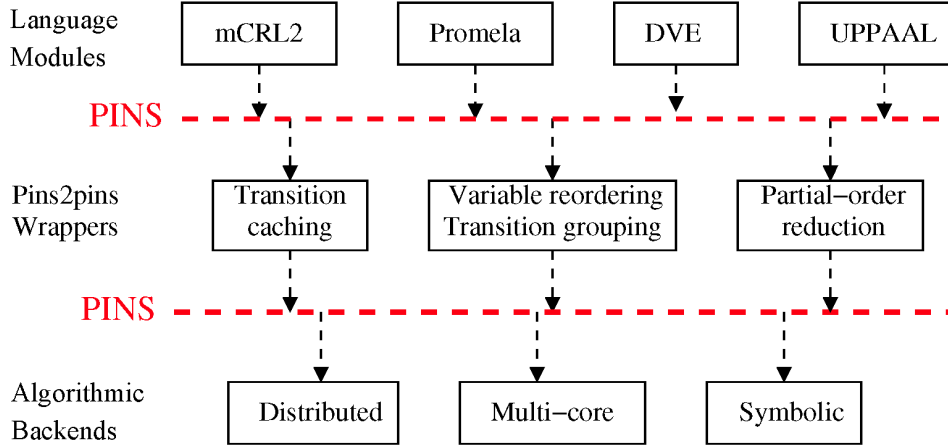 Language
Modules
mCRL2
Promela
DVE
UPPAAL
PINS
Pins2pins
Wrappers
Transition
caching
Variable reordering
Transition grouping
Partial−order
reduction
PINS
Algorithmic
Backends
Distributed
Multi−core
Symbolic